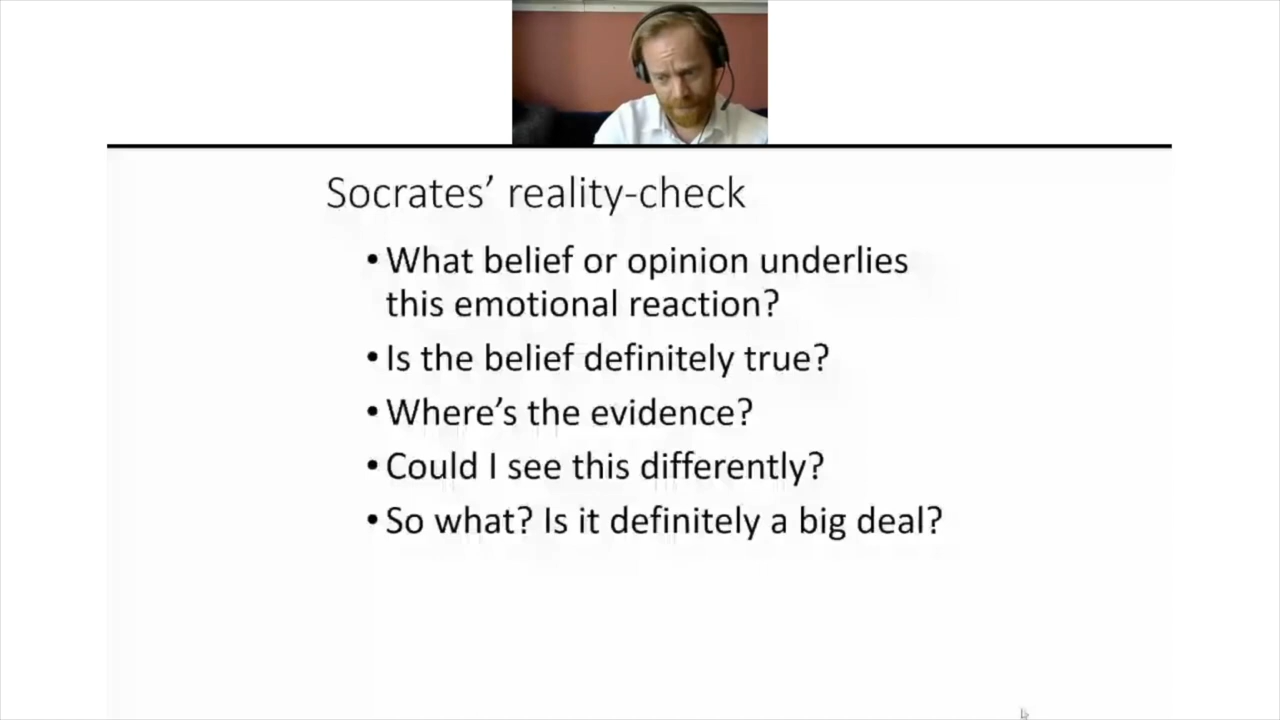 Socrates’ reality-check
•What belief or opinion underlies
this emotional reaction?
•Is the belief definitely true?
•Where’s the evidence?
•Could I see this differently?
•So what? Is it definitely a big deal?